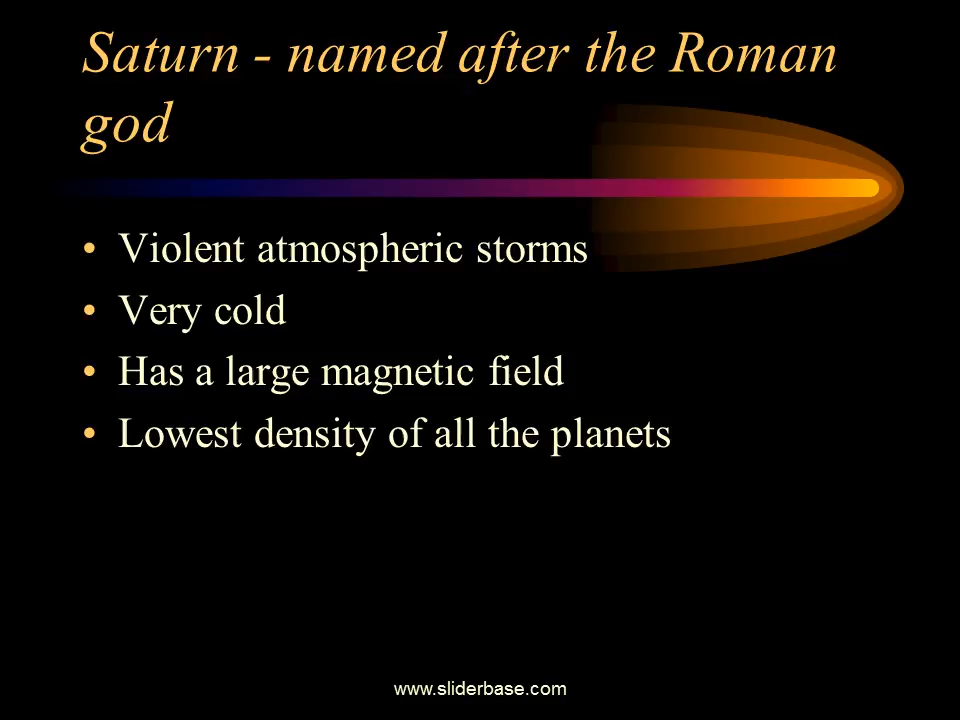 Saturn - named after the Roman
god
• Violent atmospheric storms
• Very cold
• Has a large magnetic field
• Lowest density of all the planets
www.sliderbase.com